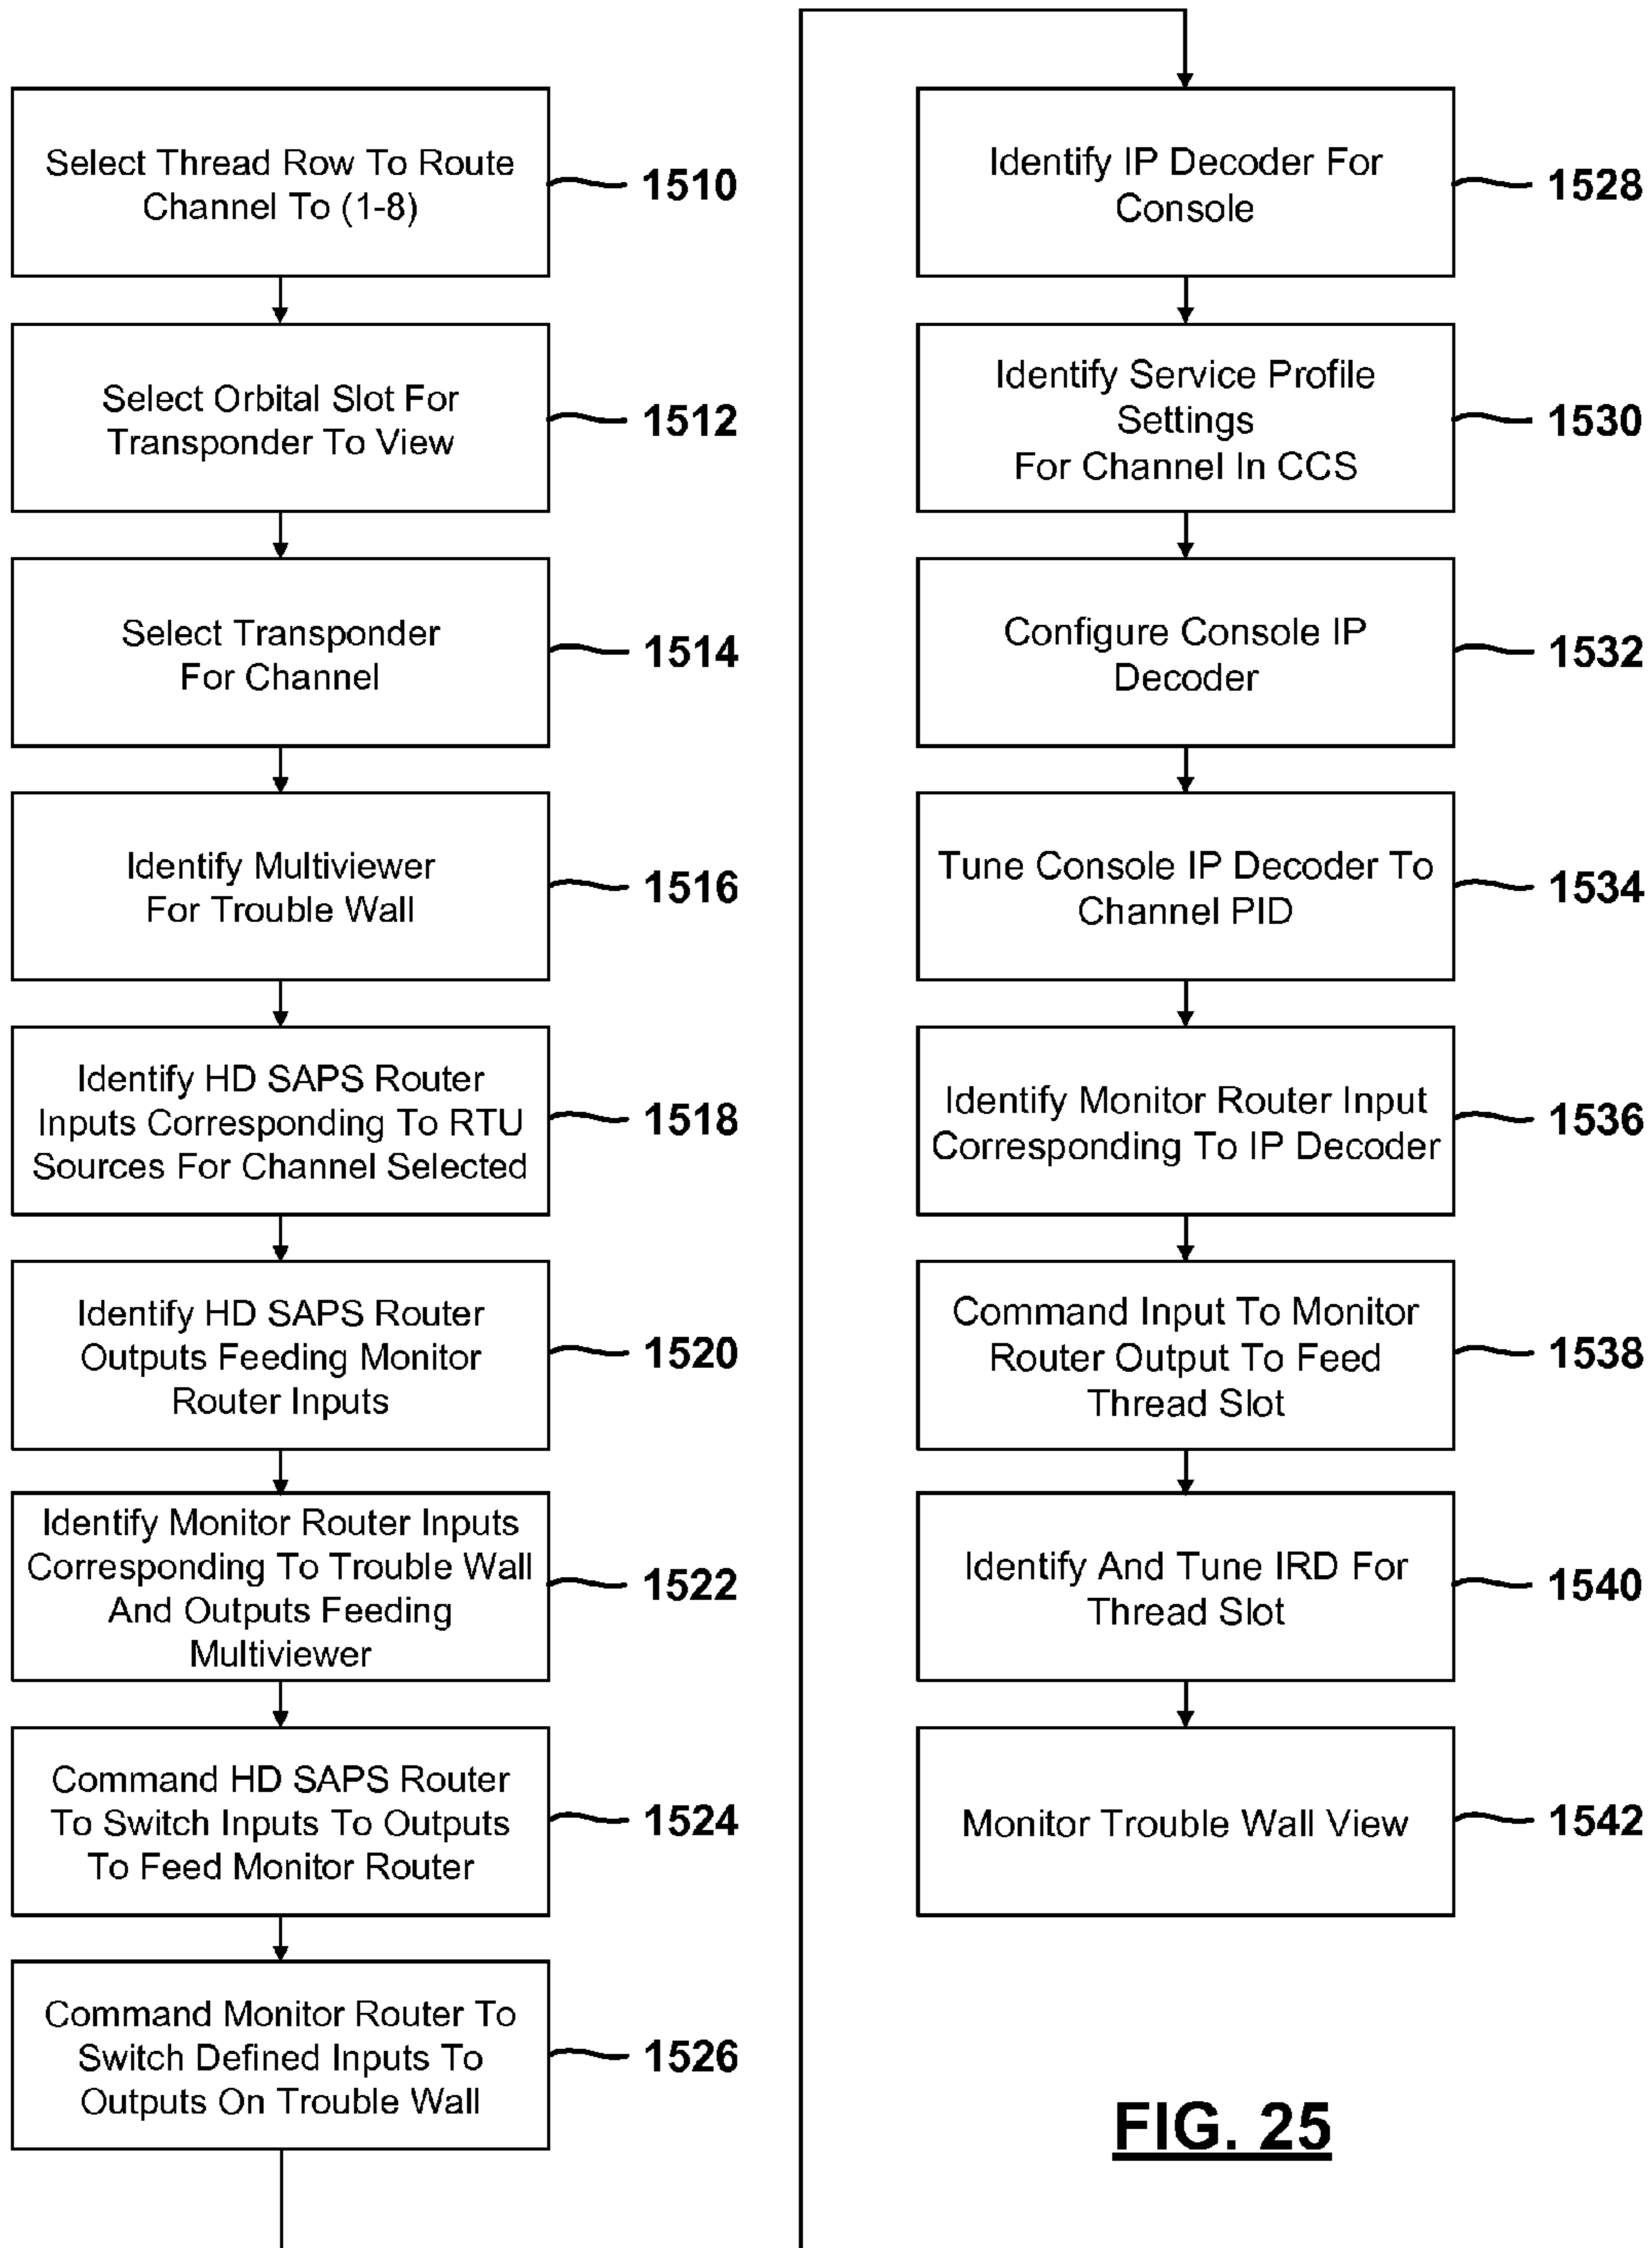 Select Thread Row To Route
Channel To (1-8)
1510
Select Orbital Slot For
Transponder To View
1512
Select Transponder
For Channel
1514
Identify Multiviewer
For Trouble Wall
1516
Identify HD SAPS Router
Inputs Corresponding To RTU
Sources For Channel Selected
1518
Identify HD SAPS Router
Outputs Feeding Monitor
Router Inputs
1520
Identify Monitor Router Inputs
Corresponding To Trouble Wall
And Outputs Feeding
Multiviewer
1522
Command HD SAPS Router
To Switch Inputs To Outputs
To Feed Monitor Router
1524
Command Monitor Router To
Switch Defined Inputs To
Outputs On Trouble Wall
1526
Identify IP Decoder For
Console
1528
Identify Service Profile
Settings
For Channel In CCS
1530
Configure Console IP
Decoder
1532
Tune Console IP Decoder To
Channel PID
1534
Identify Monitor Router Input
Corresponding To IP Decoder
1536
Command Input To Monitor
Router Output To Feed
Thread Slot
1538
Identify And Tune IRD For
Thread Slot
1540
Monitor Trouble Wall View
1542
FIG. 25